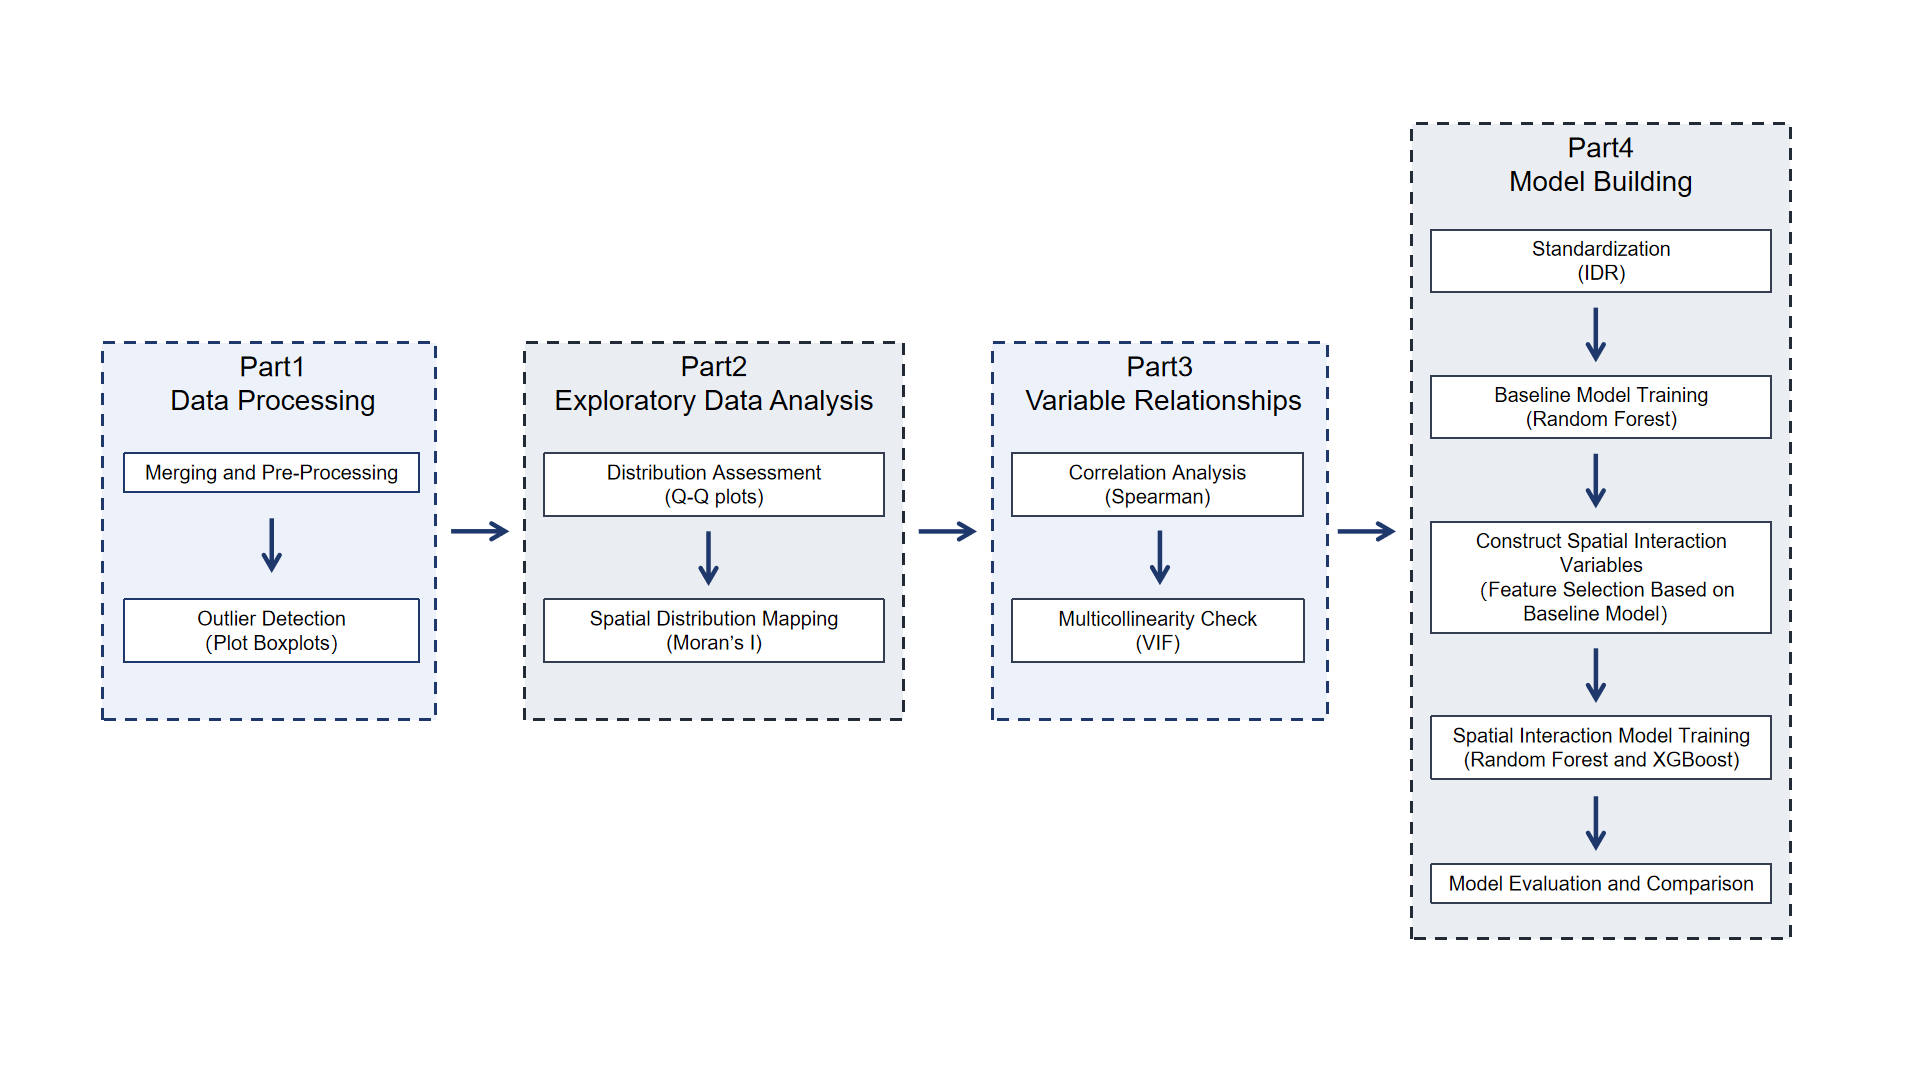 Part1
Data Processing
Merging and Pre-Processing
Outlier Detection
(Plot Boxplots)
Part2
Exploratory Data Analysis
Distribution Assessment
(Q-Q plots)
Spatial Distribution Mapping
(Moran’s I)
Part3
Variable Relationships
Correlation Analysis
(Spearman)
Multicollinearity Check
(VIF)
Part4
Model Building
Standardization
(IDR)
Baseline Model Training
(Random Forest)
Construct Spatial Interaction
Variables
(Feature Selection Based on
Baseline Model)
Spatial Interaction Model Training
(Random Forest and XGBoost)
Model Evaluation and Comparison